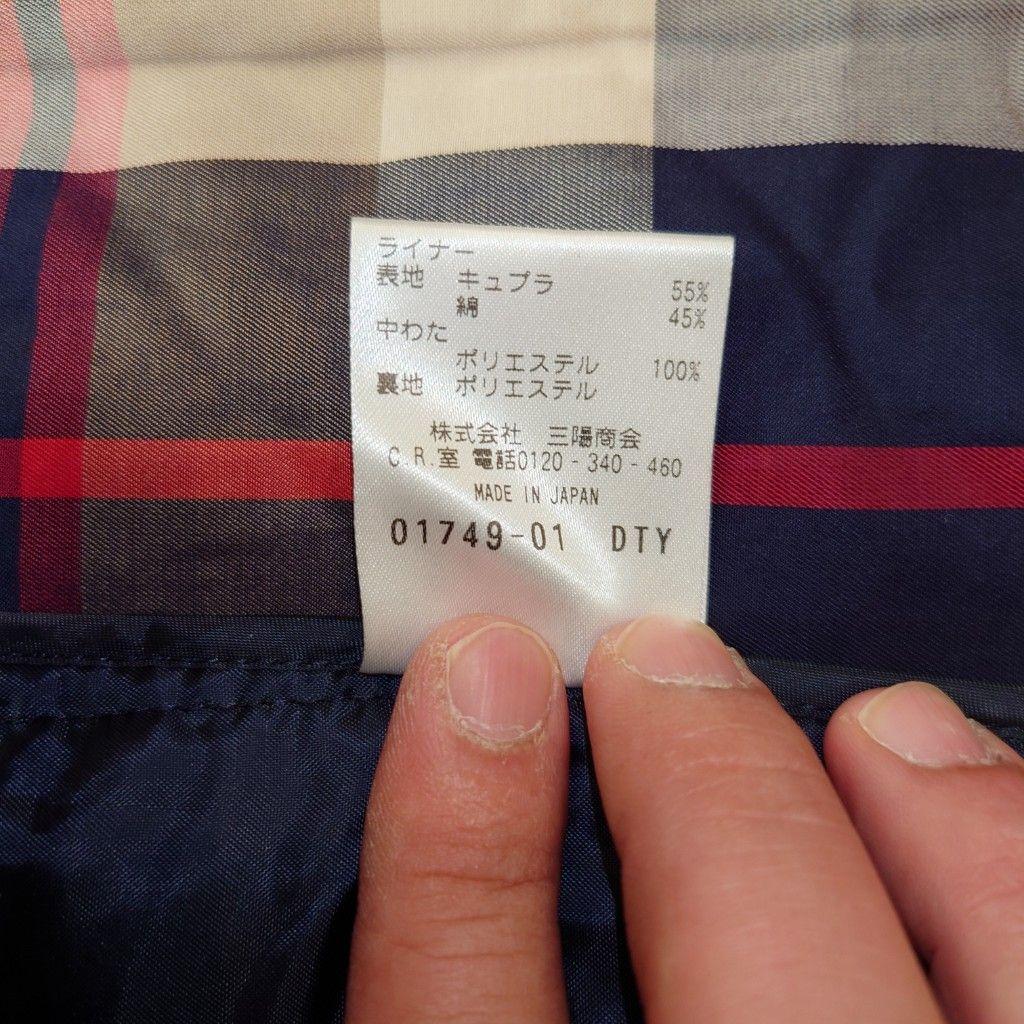 ライナー
表地 キュプラ 55%
綿 45%
中わた
ポリエステル 100%
裏地 ポリエステル
株式会社 三陽商会
C.R.室 電話0120-340-460
MADE IN JAPAN
01749-01 DTY